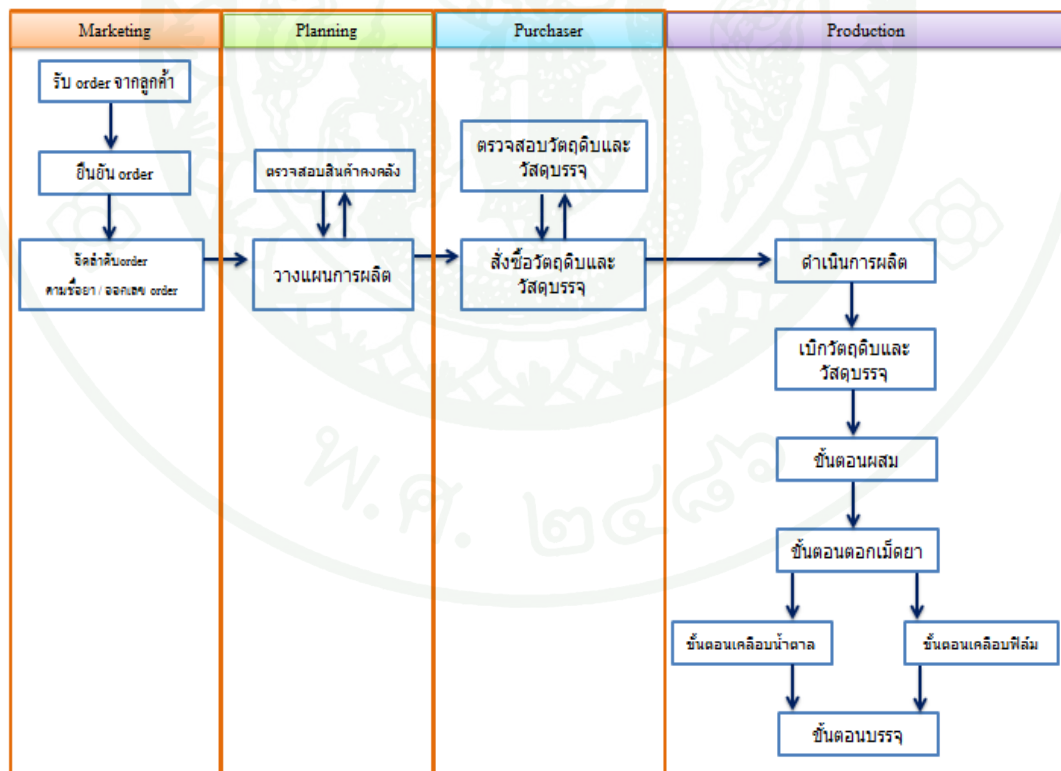 Marketing
Planning
Purchaser
Production
รับ order จากลูกค้า
ยืนยัน order
จัดลำดับorder
ตามชื่อยา / ออกเลข order
ตรวจสอบสินค้าคงคลัง
วางแผนการผลิต
ตรวจสอบวัตถุดิบและ
วัสดุบรรจุ
สั่งซื้อวัตถุดิบและ
วัสดุบรรจุ
ดำเนินการผลิต
เบิกวัตถุดิบและ
วัสดุบรรจุ
ขั้นตอนผสม
ขั้นตอนตอกเม็ดยา
ขั้นตอนเคลือบน้ำตาล
ขั้นตอนเคลือบฟิล์ม
ขั้นตอนบรรจุ
พ.ศ. ๒๔๘๖